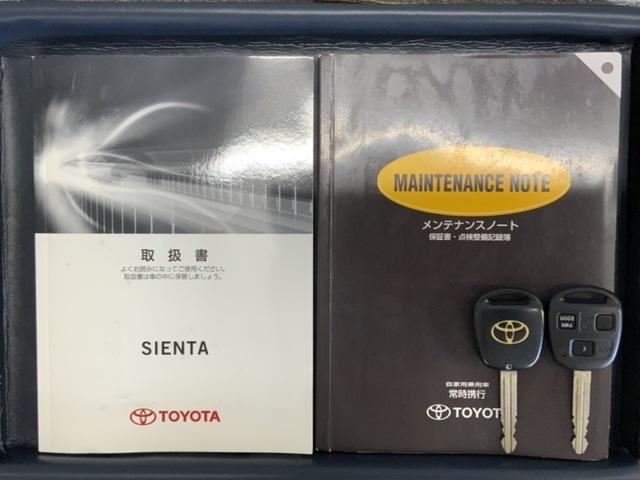 取扱書
よくお読みになってご使用ください。
取扱書は車の中に保管しましょう。
SIENTA
TOYOTA
MAINTENANCE NOTE
メンテナンスノート
保証書・点検整備記録簿
自家用乗用車
常時携行
TOYOT
PWR
DOOR